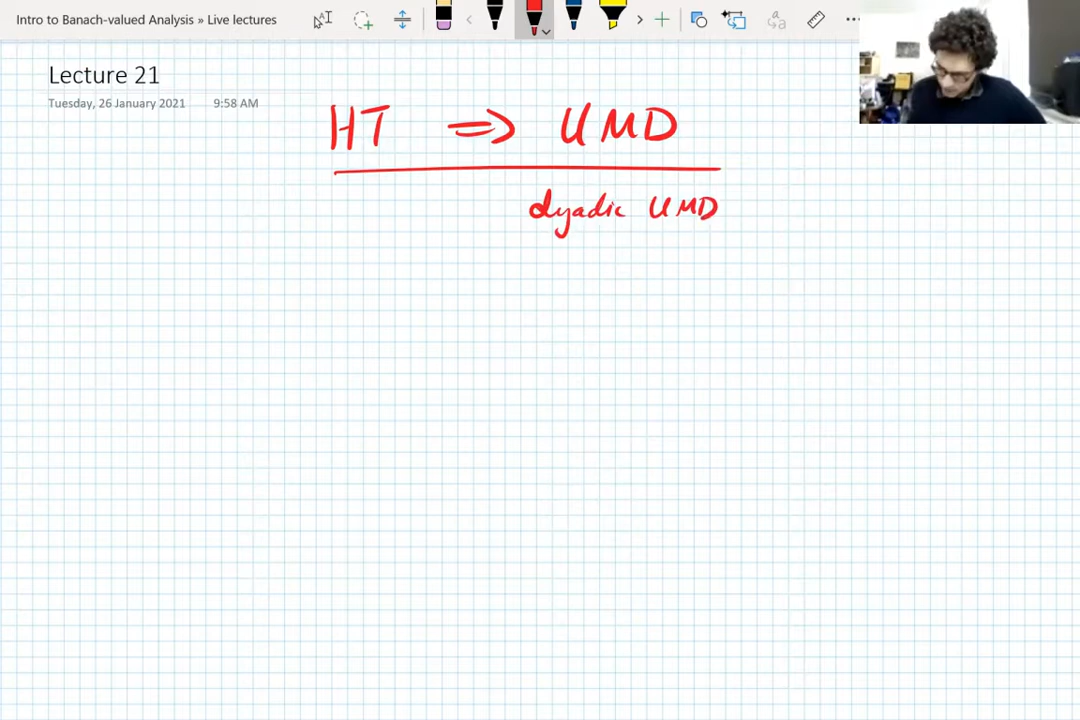 Intro to Banach-valued Analysis » Live lectures
Lecture 21
Tuesday, 26 January 2021 9:58 AM
HT ⇒ UMD
dyadic UMD